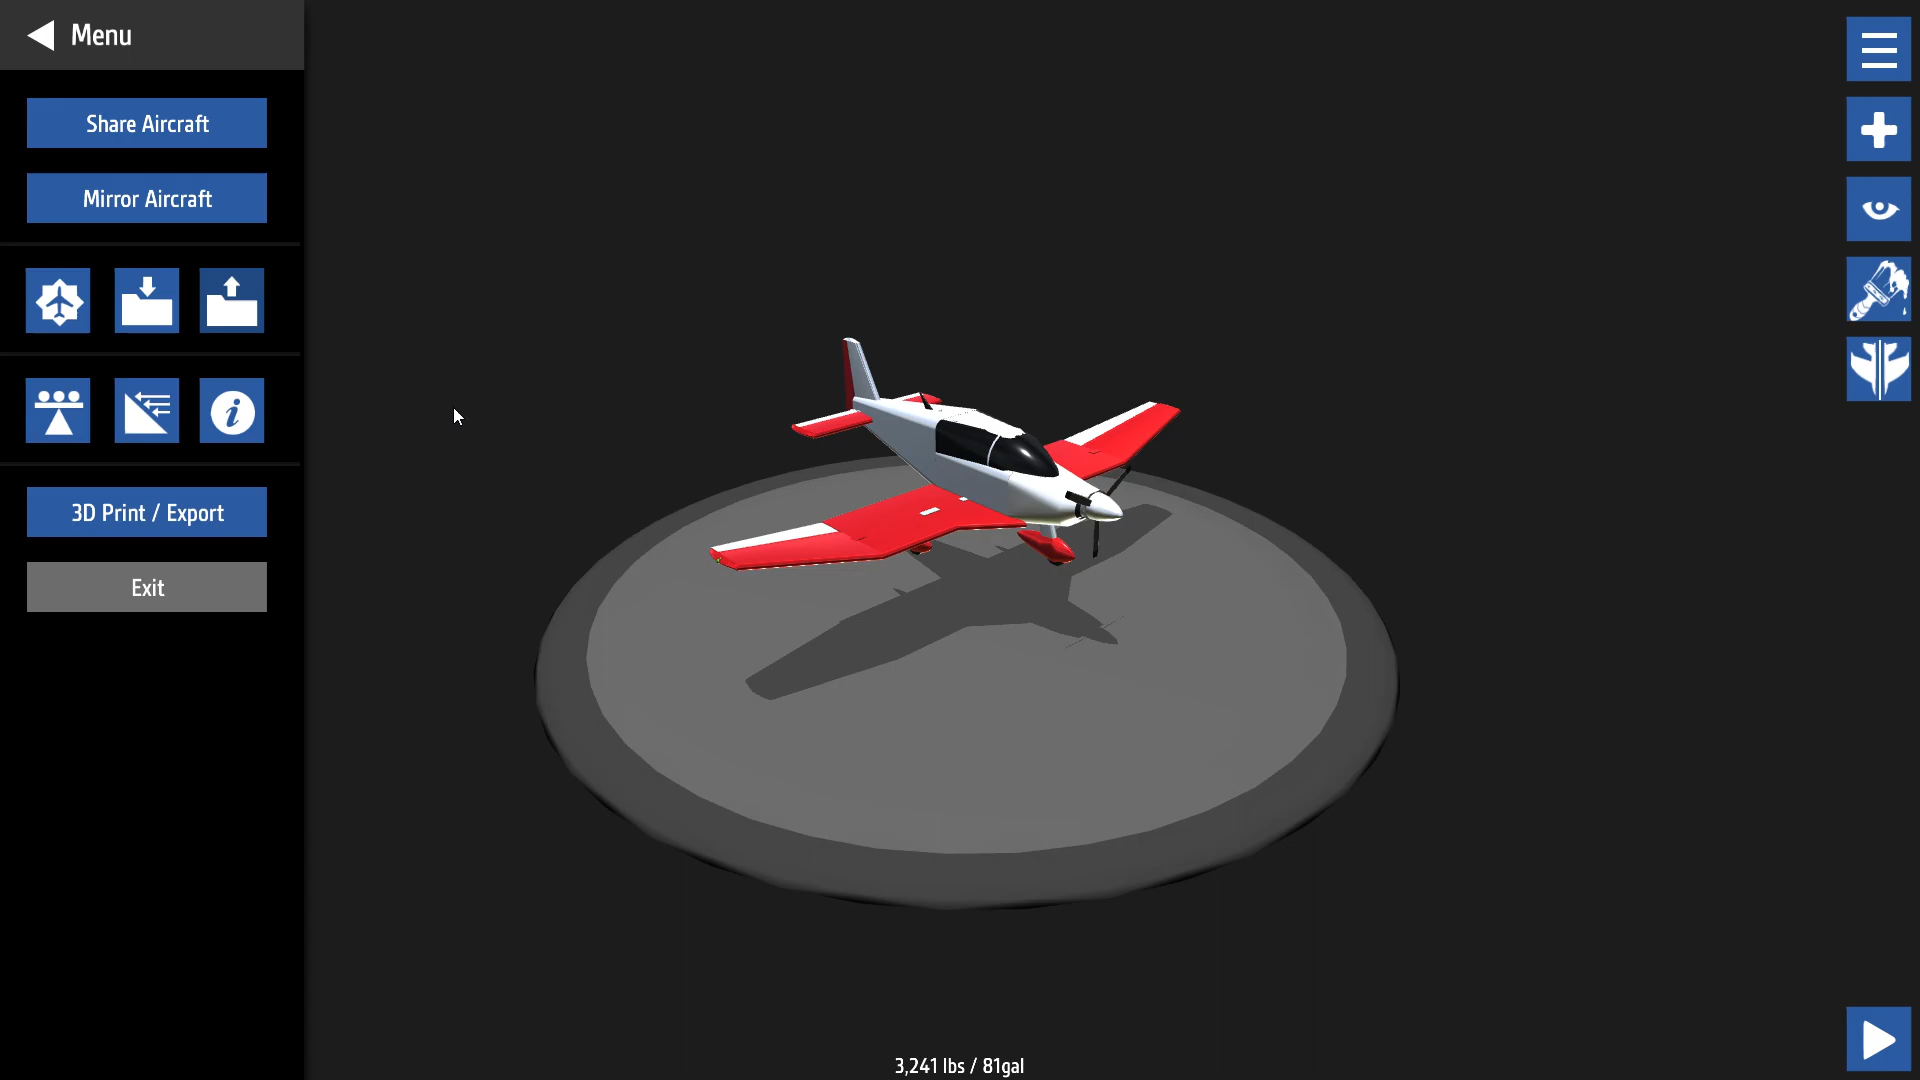 Menu
Share Aircraft
Mirror Aircraft
3D Print / Export
Exit
3,241 lbs / 81gal